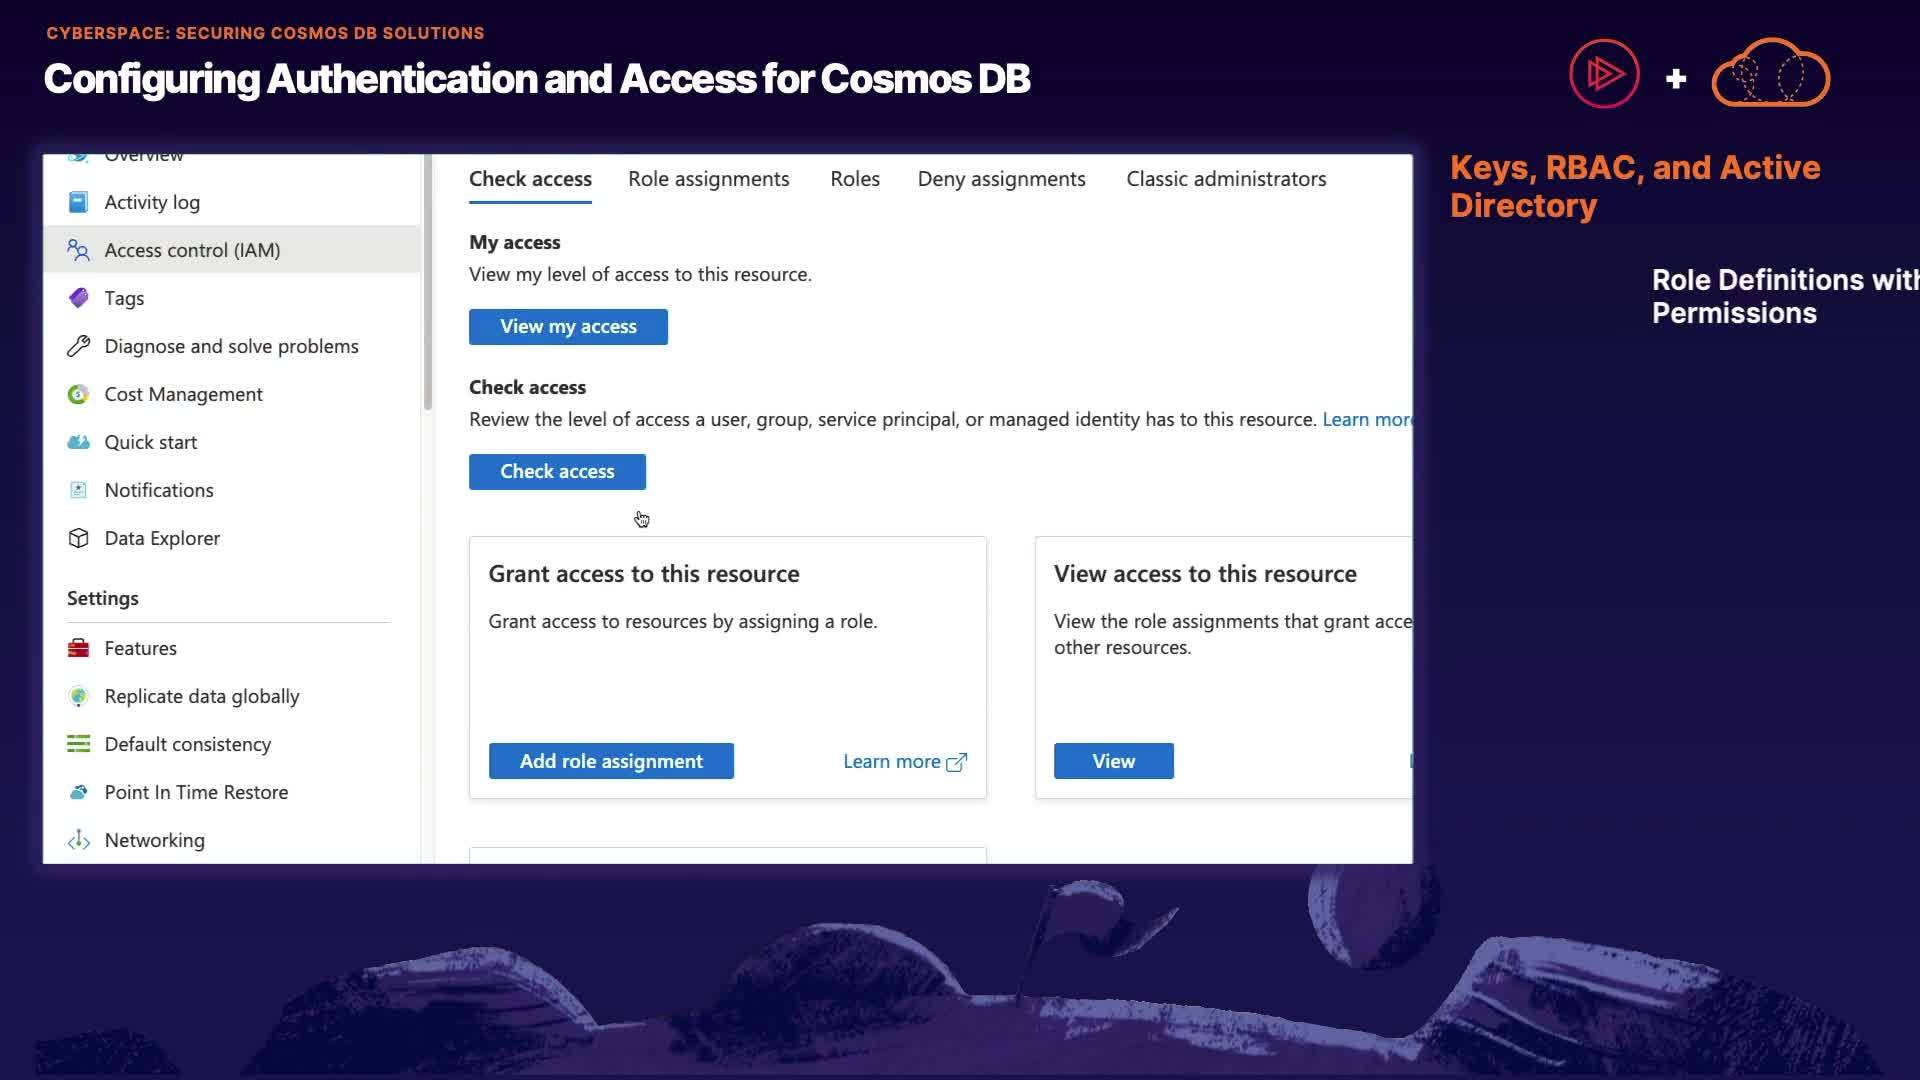 CYBERSPACE: SECURING COSMOS DB SOLUTIONS
Configuring Authentication and Access for Cosmos DB
Overview
Activity log
Access control (IAM)
Tags
Diagnose and solve problems
Cost Management
Quick start
Notifications
Data Explorer
Settings
Features
Replicate data globally
Default consistency
Point In Time Restore
Networking
Check access Role assignments Roles Deny assignments Classic administrators
My access
View my level of access to this resource.
View my access
Check access
Review the level of access a user, group, service principal, or managed identity has to this resource. Learn more
Check access
Grant access to this resource
Grant access to resources by assigning a role.
Add role assignment Learn more
View access to this resource
View the role assignments that grant acce
other resources.
View
Keys, RBAC, and Active
Directory
Role Definitions with
Permissions